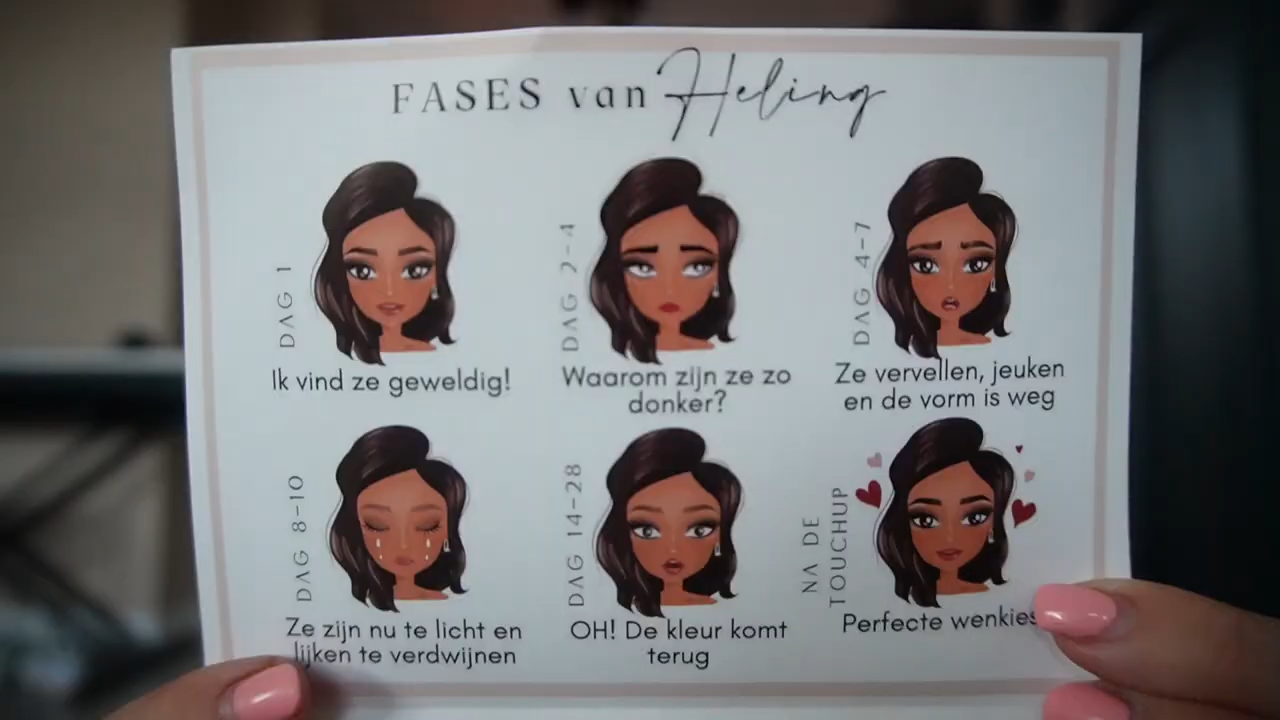 FASES van Heling
DAG 1
Ik vind ze geweldig!
DAG 2-4
Waarom zijn ze zo
donker?
DAG 4-7
Ze vervellen, jeuken
en de vorm is weg
DAG 8-10
Ze zijn nu te licht en
lijken te verdwijnen
DAG 14-28
OH! De kleur komt
terug
NA DE
TOUCHUP
Perfecte wenkies